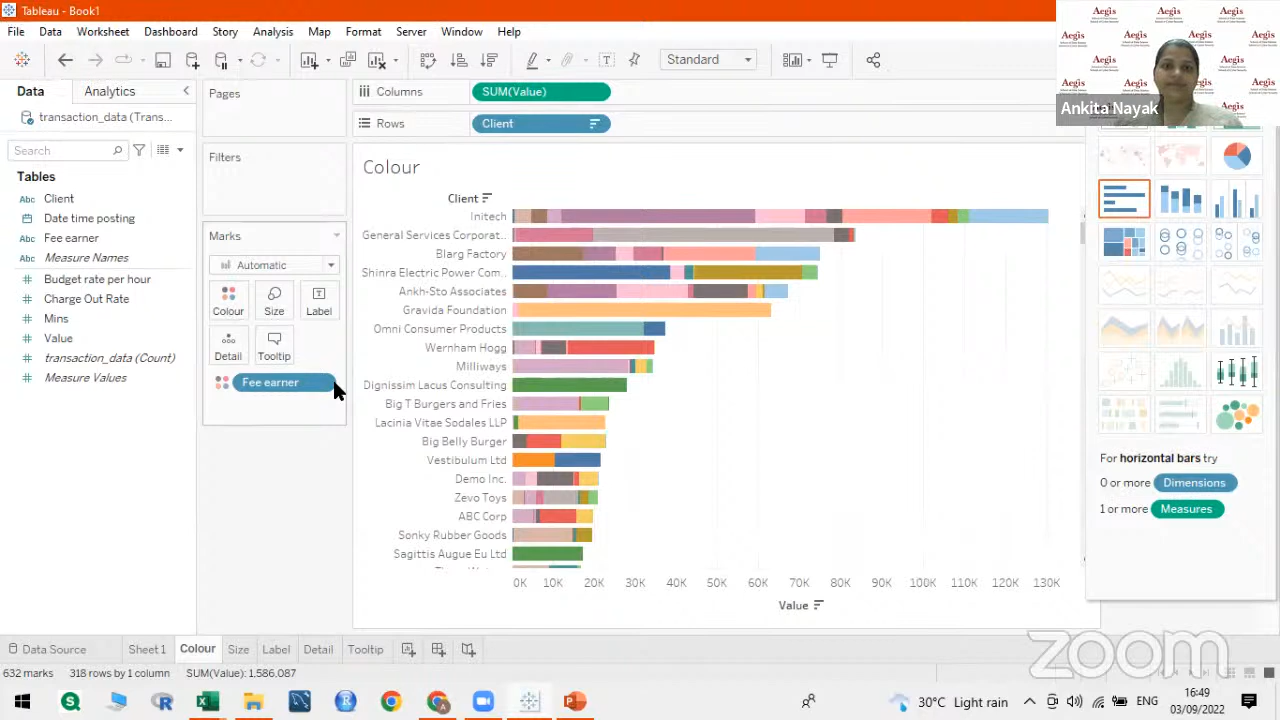 Tableau - Book1
File Data Worksheet Dashboard Story Analysis Map Format Server Window Help
Standard
Data
Analytics
transaction_data (Trans...
Search
Tables
Abc Client
Date time posting
Abc Fee earner
Abc Measure Names
Budget rate per hour
Charge Out Rate
Mins
Value
transaction_data (Count)
Measure Values
Pages
Filters
Marks
Automatic
Colour
Size
Label
Detail
Tooltip
Fee earner
Columns
SUM(Value)
Rows
Client
Colour
Client
Initech
General Services Corporat..
Blarg Factory
Shinra Electric Power Com..
Ankh-Sto Associates
Gravida Foundation
Omni Consumer Products
Wernham Hogg
Milliways
Dignissim Lacus Consulting
Big T Burgers and Fries
Lacinia Vitae Sodales LLP
Big Belly Burger
Vestibulum Ltd
Demo Inc.
Zevo Toys
ABC Corp
Sonky Rubber Goods
Sagittis Augue Eu Ltd
0K 10K 20K 30K 40K 50K 60K 70K 80K 90K 100K 110K 120K 130K
Value
Aegis
Ankita Nayak
For horizontal bars try
0 or more Dimensions
1 or more Measures
Data Source
Sheet 1
Colour
Size
Label
Detail
Tooltip
632 marks 318 rows by 1 column SUM(Value): 1,586,087
zoom
30° Light rain
ENG
16:49
03/09/2022